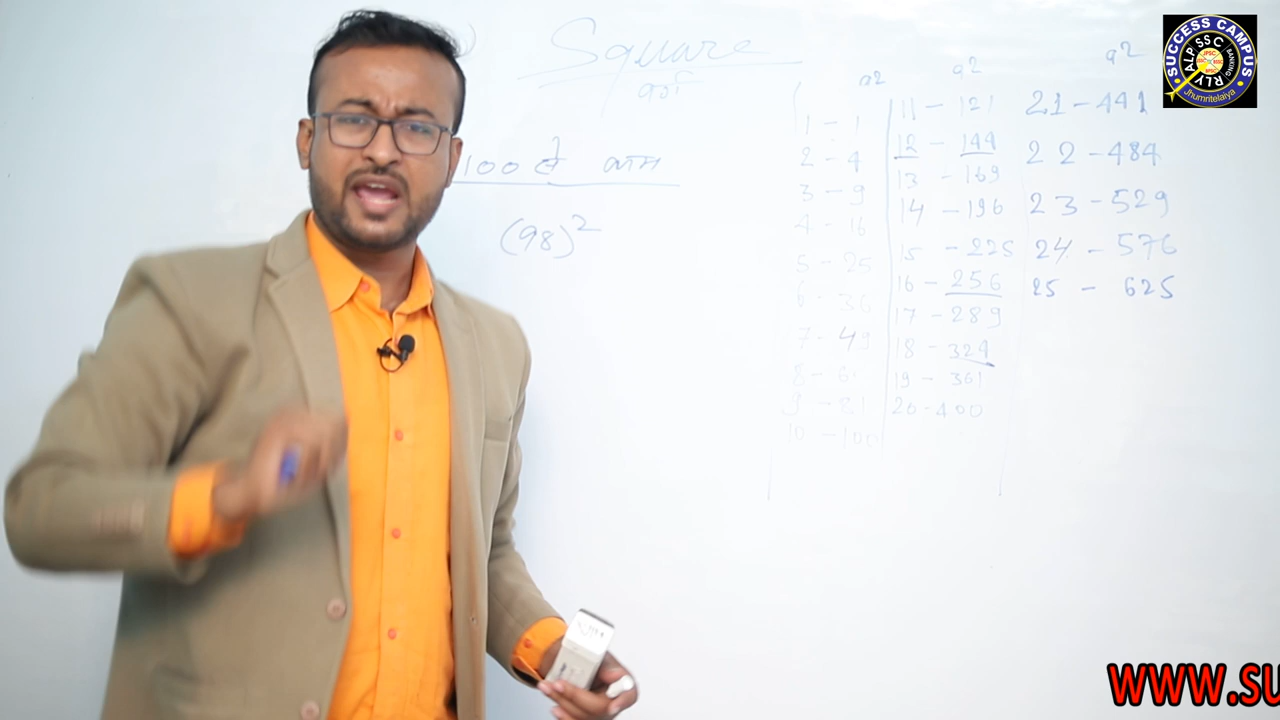 Square
वर्ग
100 से कम
(98)²
a²
1 - 1
2 - 4
3 - 9
4 - 16
5 - 25
6 - 36
7 - 49
8 - 64
9 - 81
10 - 100
a²
11 - 121
12 - 144
13 - 169
14 - 196
15 - 225
16 - 256
17 - 289
18 - 324
19 - 361
20 - 400
a²
21 - 441
22 - 484
23 - 529
24 - 576
25 - 625
SUCCESS CAMPUS
ALP SSC BANKING RLY
Jhumritelaiya
WWW.SU